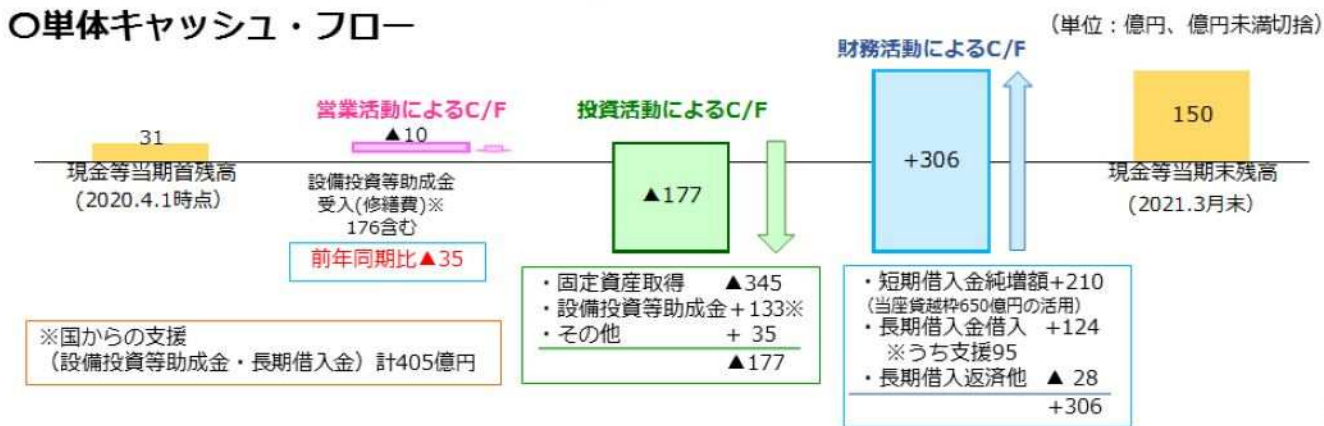 〇単体キャッシュ・フロー
(単位：億円、億円未満切捨)
31
現金等当期首残高
(2020.4.1時点)
営業活動によるC/F
▲10
設備投資等助成金
受入(修繕費)※
176含む
前年同期比▲35
※国からの支援
（設備投資等助成金・長期借入金）計405億円
投資活動によるC/F
▲177
・固定資産取得 ▲345
・設備投資等助成金+133※
・その他 + 35
▲177
財務活動によるC/F
+306
・短期借入金純増額+210
(当座貸越枠650億円の活用)
・長期借入金借入 +124
※うち支援95
・長期借入返済他 ▲ 28
+306
150
現金等当期末残高
(2021.3月末)